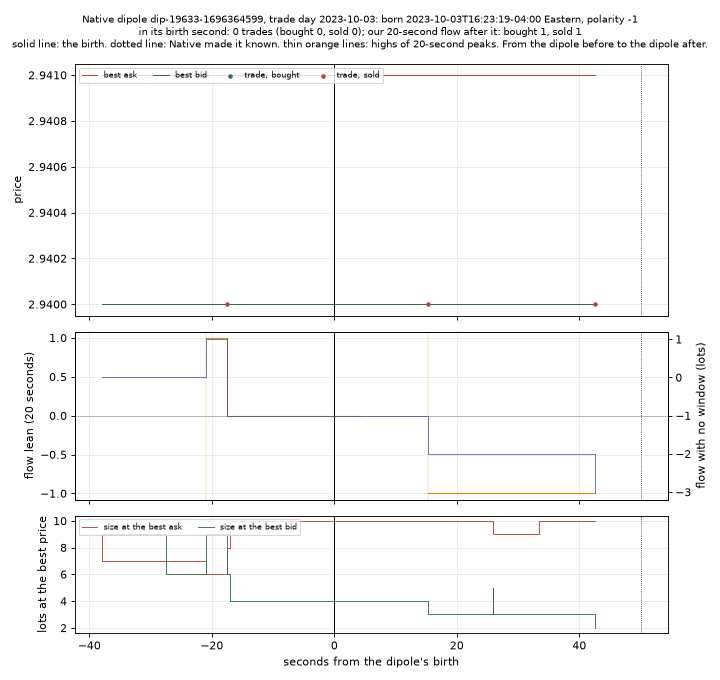 Native dipole dip-19633-1696364599, trade day 2023-10-03: born 2023-10-03T16:23:19-04:00 Eastern, polarity -1
in its birth second: 0 trades (bought 0, sold 0); our 20-second flow after it: bought 1, sold 1
solid line: the birth. dotted line: Native made it known. thin orange lines: highs of 20-second peaks. From the dipole before to the dipole after.
best ask
best bid
trade, bought
trade, sold
2.9410
2.9408
2.9406
2.9404
2.9402
2.9400
price
1.0
0.5
0.0
−0.5
−1.0
flow lean (20 seconds)
1
0
−1
−2
−3
flow with no window (lots)
size at the best ask
size at the best bid
10
8
6
4
2
lots at the best price
−40
−20
0
20
40
seconds from the dipole's birth